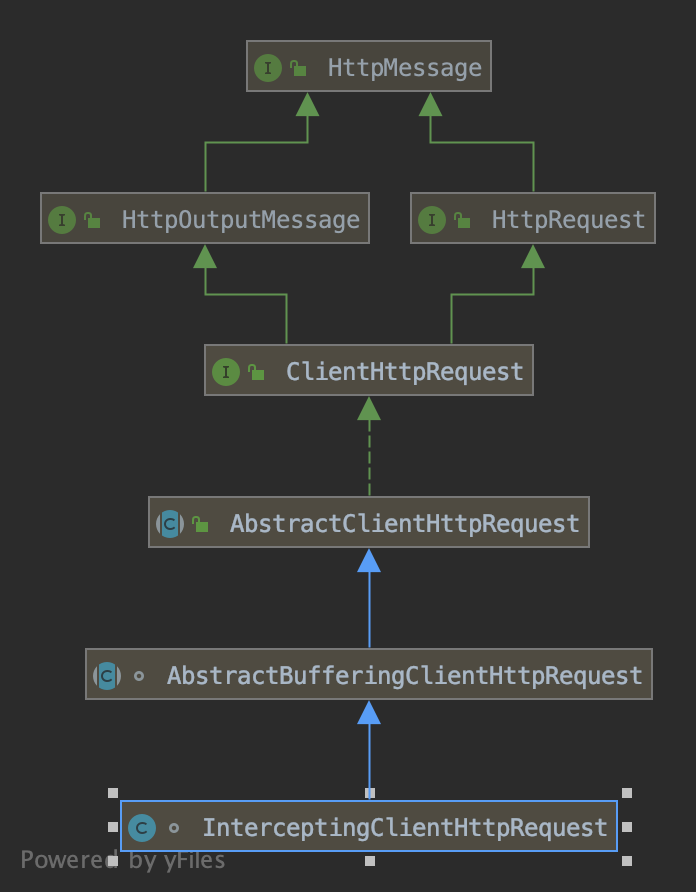 I HttpMessage
I HttpOutputMessage
I HttpRequest
I ClientHttpRequest
C AbstractClientHttpRequest
C AbstractBufferingClientHttpRequest
C InterceptingClientHttpRequest
Powered by yFiles